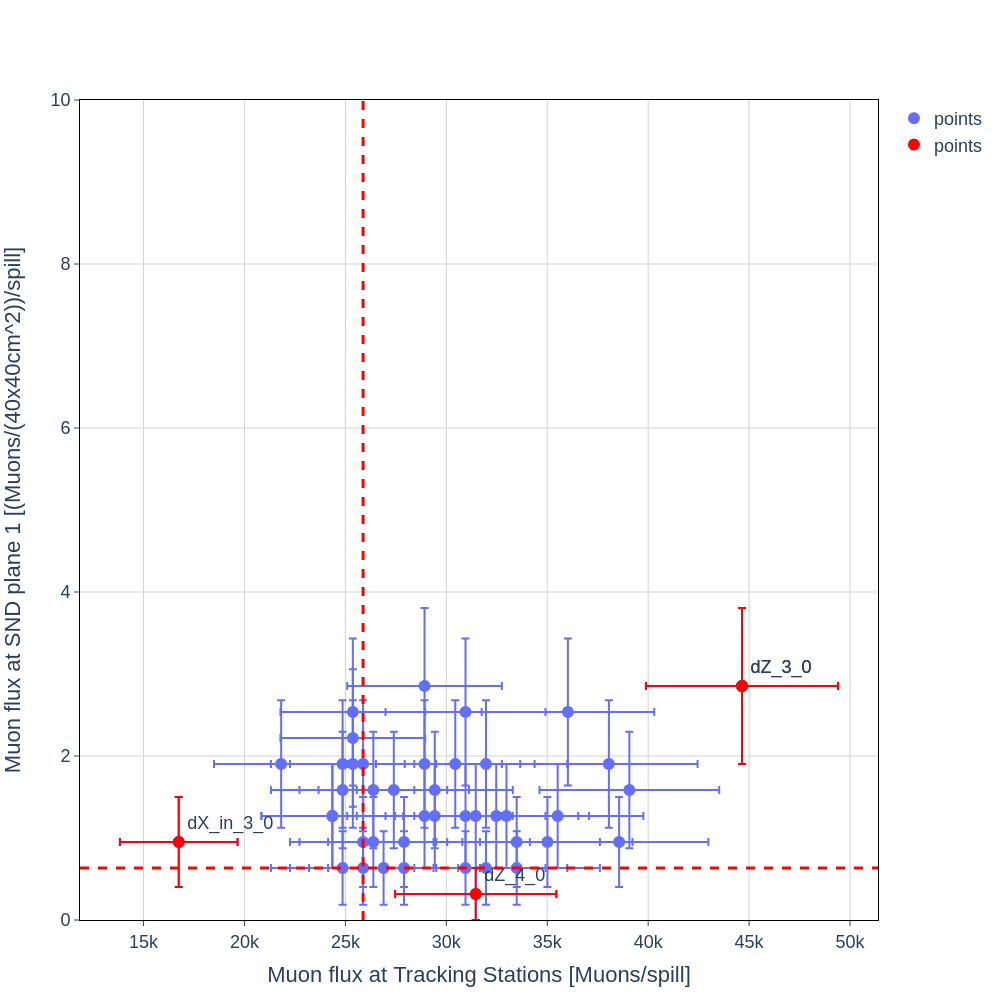 points
points
10
8
6
4
2
0
Muon flux at SND plane 1 [(Muons/(40x40cm^2))/spill]
dZ_3_0
dX_in_3_0
dZ_4_0
15k 20k 25k 30k 35k 40k 45k 50k
Muon flux at Tracking Stations [Muons/spill]